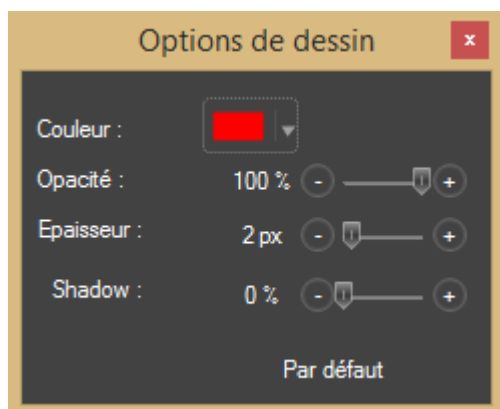 Options de dessin x
Couleur :
Opacité : 100 % - +
Epaisseur : 2 px - +
Shadow : 0 % - +
Par défaut